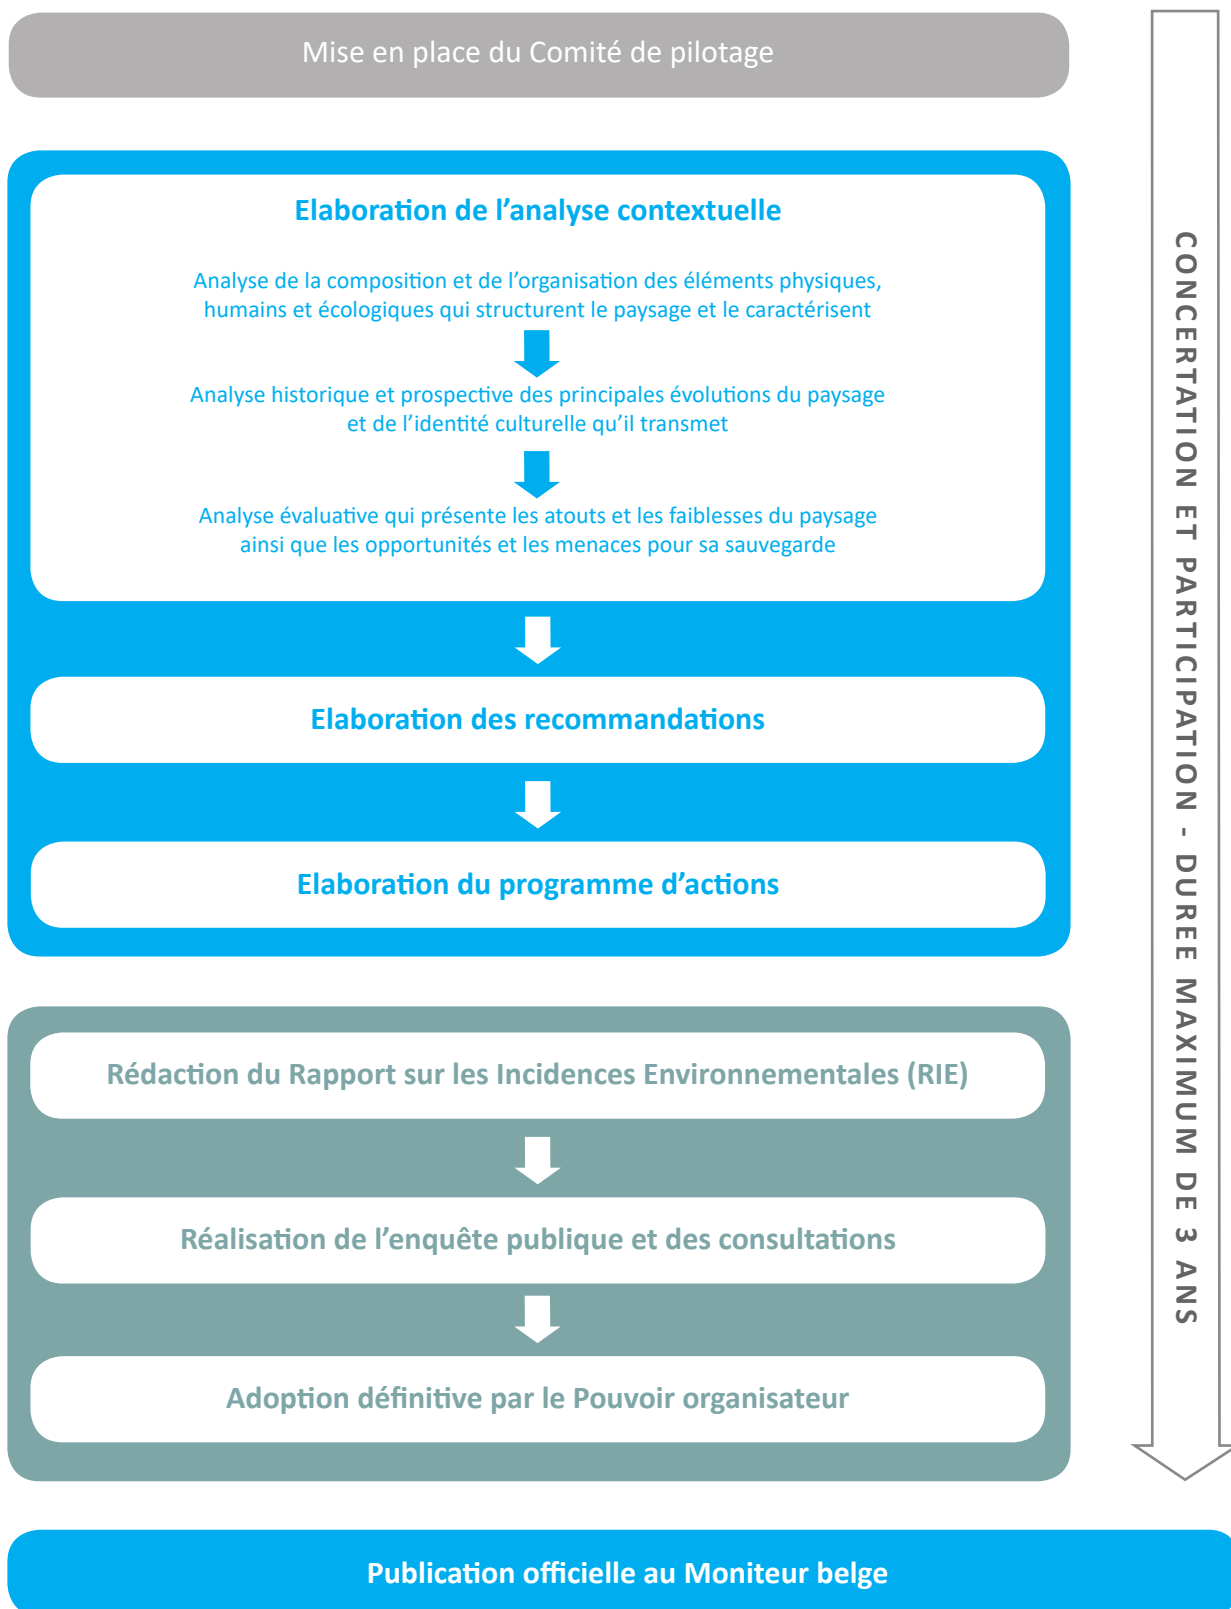 Mise en place du Comité de pilotage
Elaboration de l'analyse contextuelle
Analyse de la composition et de l'organisation des éléments physiques,
humains et écologiques qui structurent le paysage et le caractérisent
Analyse historique et prospective des principales évolutions du paysage
et de l'identité culturelle qu'il transmet
Analyse évaluative qui présente les atouts et les faiblesses du paysage
ainsi que les opportunités et les menaces pour sa sauvegarde
Elaboration des recommandations
Elaboration du programme d'actions
Rédaction du Rapport sur les Incidences Environnementales (RIE)
Réalisation de l'enquête publique et des consultations
Adoption définitive par le Pouvoir organisateur
CONCERTATION ET PARTICIPATION - DUREE MAXIMUM DE 3 ANS
Publication officielle au Moniteur belge